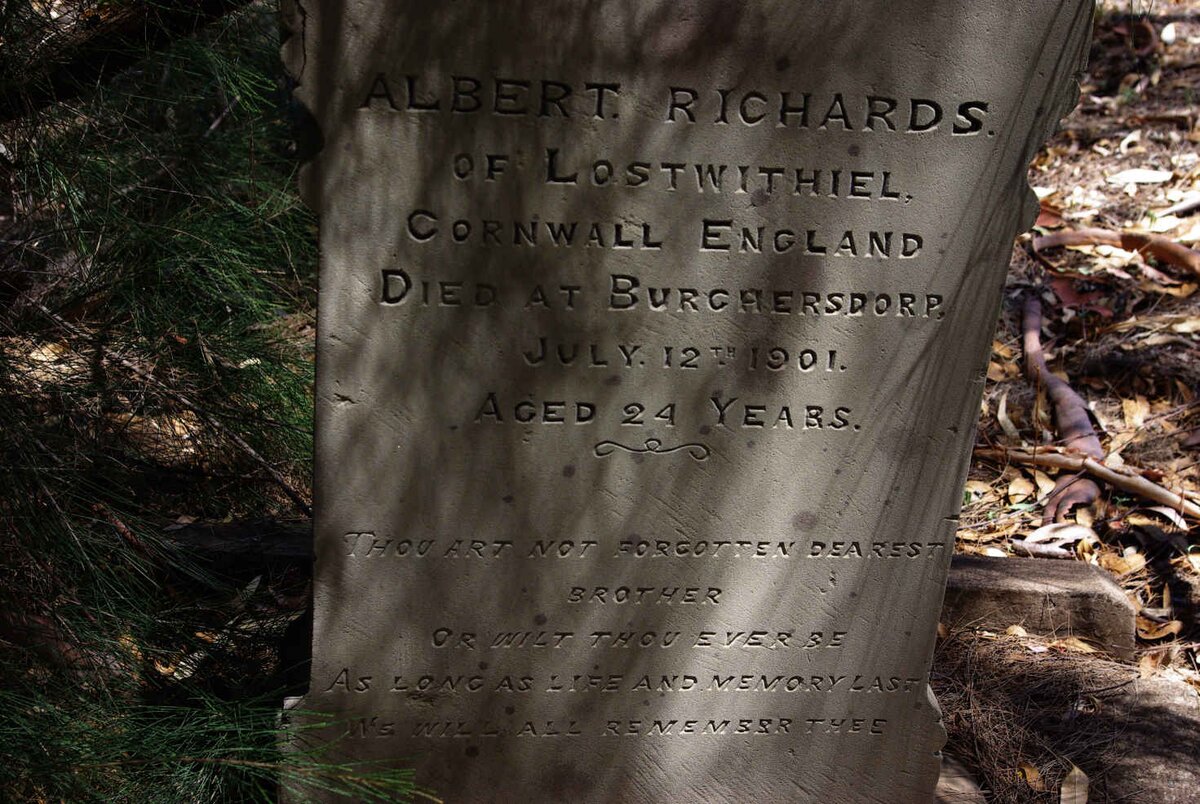 ALBERT. RICHARDS.
OF LOSTWITHIEL,
CORNWALL ENGLAND
DIED AT BURGHERSDORP,
JULY. 12TH 1901.
AGED 24 YEARS.
THOU ART NOT FORGOTTEN DEAREST
BROTHER
OR WILT THOU EVER BE
AS LONG AS LIFE AND MEMORY LAST
WE WILL ALL REMEMBER THEE